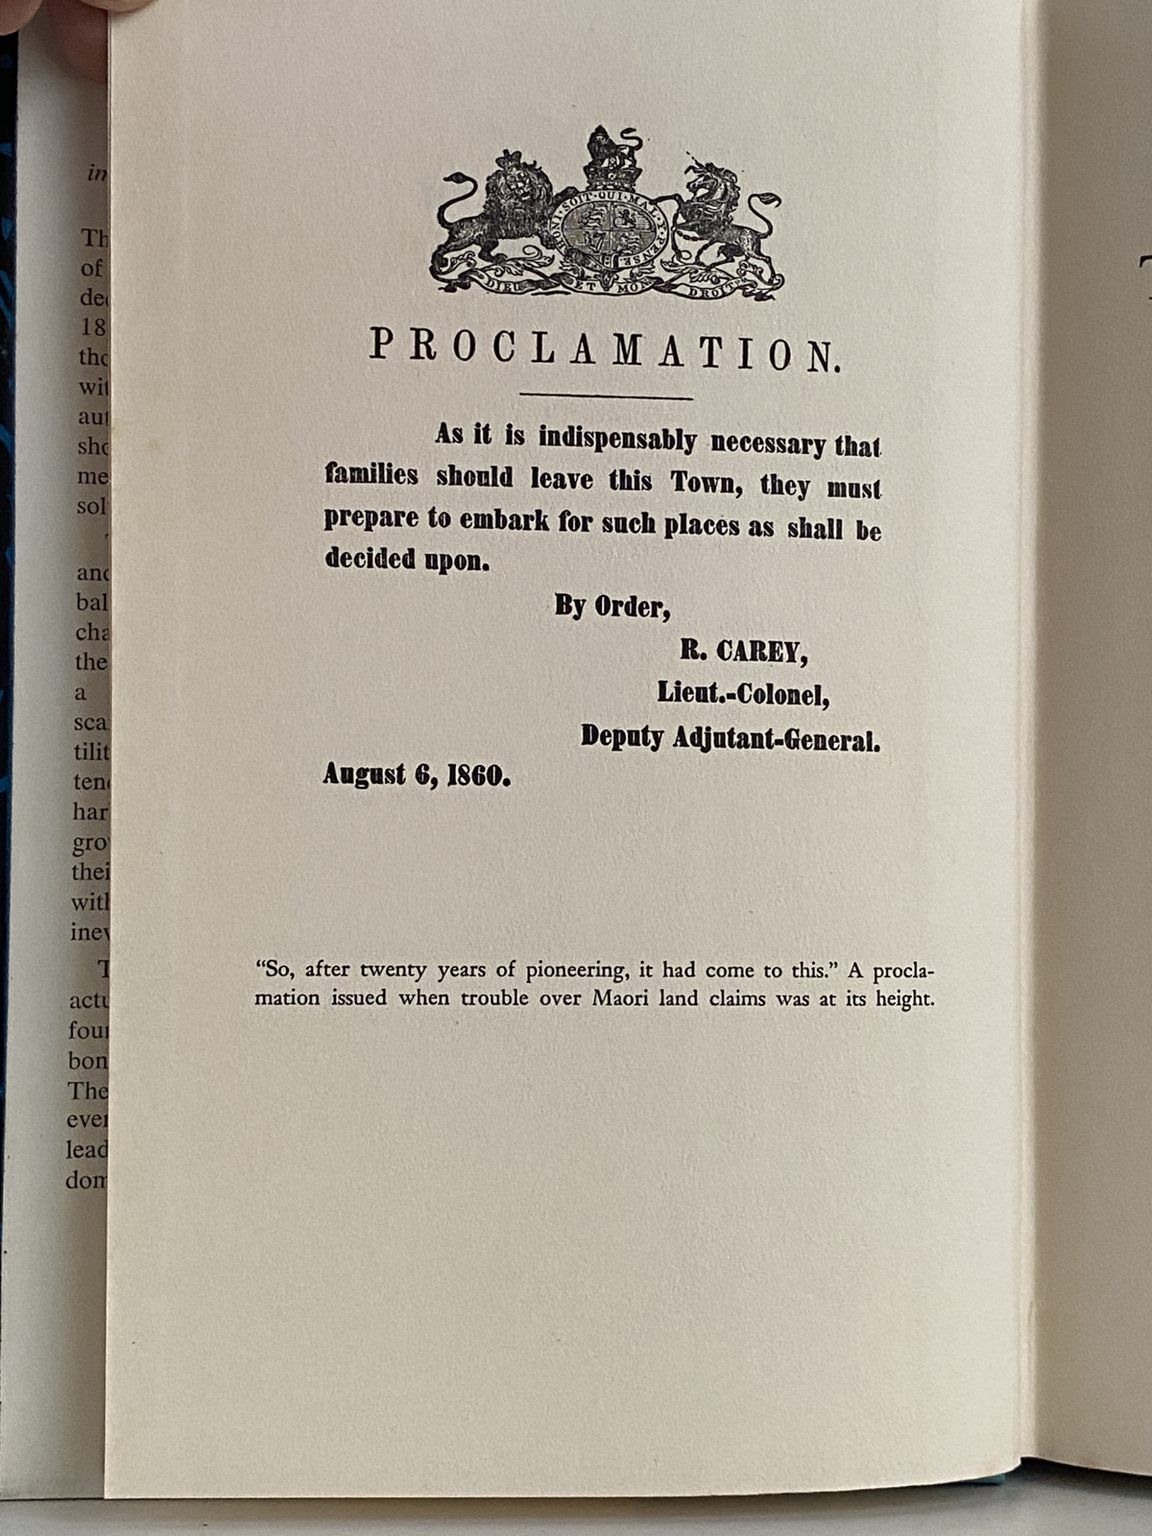 HONI·SOIT·QUI·MAL·Y·PENSE
DIEU ET MON DROIT
PROCLAMATION.
As it is indispensably necessary that
families should leave this Town, they must
prepare to embark for such places as shall be
decided upon.
By Order,
R. CAREY,
Lieut.-Colonel,
Deputy Adjutant-General.
August 6, 1860.
“So, after twenty years of pioneering, it had come to this.” A procla-
mation issued when trouble over Maori land claims was at its height.
in
of
18
a